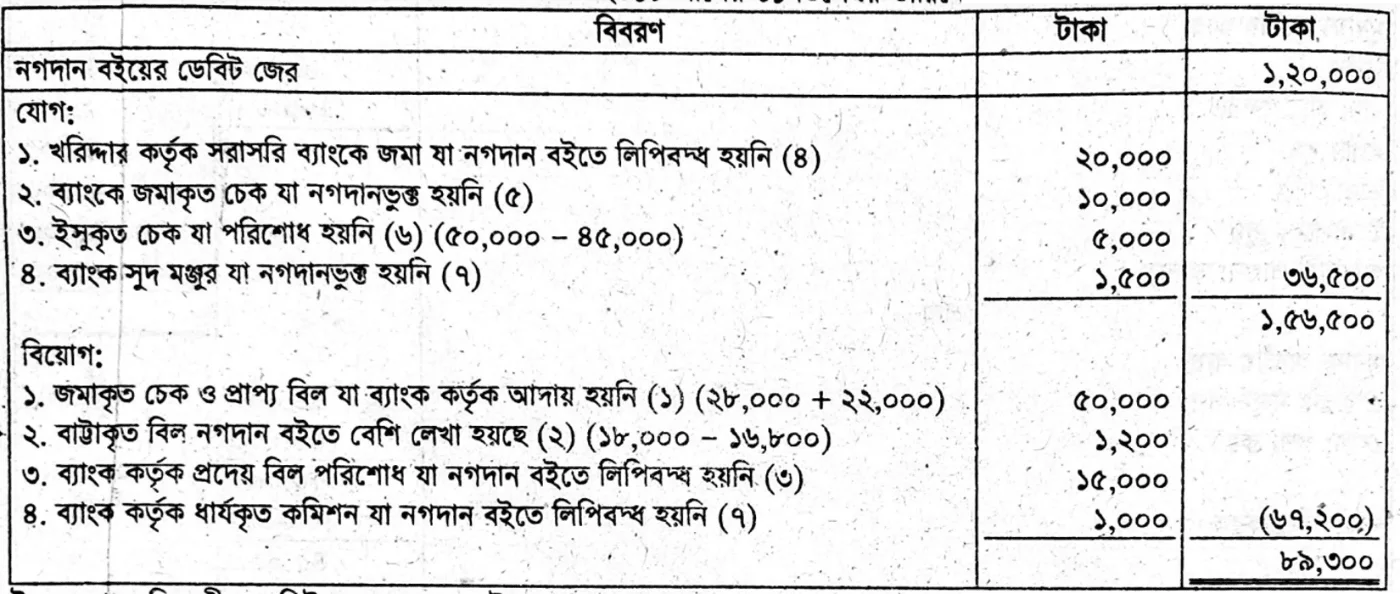 বিবরণ টাকা টাকা
নগদান বইয়ের ডেবিট জের ১,২০,০০০
যোগ:
১. খরিদ্দার কর্তৃক সরাসরি ব্যাংকে জমা যা নগদান বইতে লিপিবদ্ধ হয়নি (৪) ২০,০০০
২. ব্যাংকে জমাকৃত চেক যা নগদানভুক্ত হয়নি (৫) ১০,০০০
৩. ইস্যুকৃত চেক যা পরিশোধ হয়নি (৬) (৫০,০০০ – ৪৫,০০০) ৫,০০০
৪. ব্যাংক সুদ মঞ্জুর যা নগদানভুক্ত হয়নি (৭) ১,৫০০ ৩৬,৫০০
১,৫৬,৫০০
বিয়োগ:
১. জমাকৃত চেক ও প্রাপ্য বিল যা ব্যাংক কর্তৃক আদায় হয়নি (১) (২৮,০০০ + ২২,০০০) ৫০,০০০
২. বাট্টাকৃত বিল নগদান বইতে বেশি লেখা হয়ছে (২) (১৮,০০০ – ১৬,৮০০) ১,২০০
৩. ব্যাংক কর্তৃক প্রদেয় বিল পরিশোধ যা নগদান বইতে লিপিবদ্ধ হয়নি (৩) ১৫,০০০
৪. ব্যাংক কর্তৃক ধার্যকৃত কমিশন যা নগদান বইতে লিপিবদ্ধ হয়নি (৭) ১,০০০ (৬৭,২০০)
৮৯,৩০০